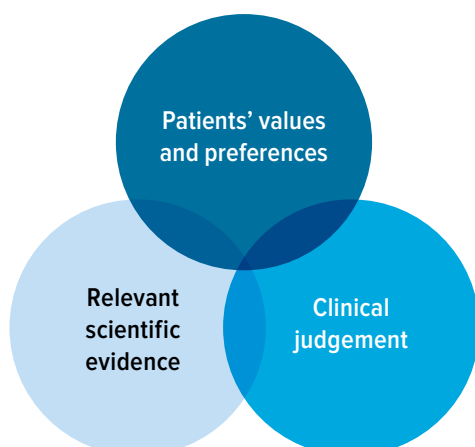 Patients’ values
and preferences
Relevant
scientific
evidence
Clinical
judgement